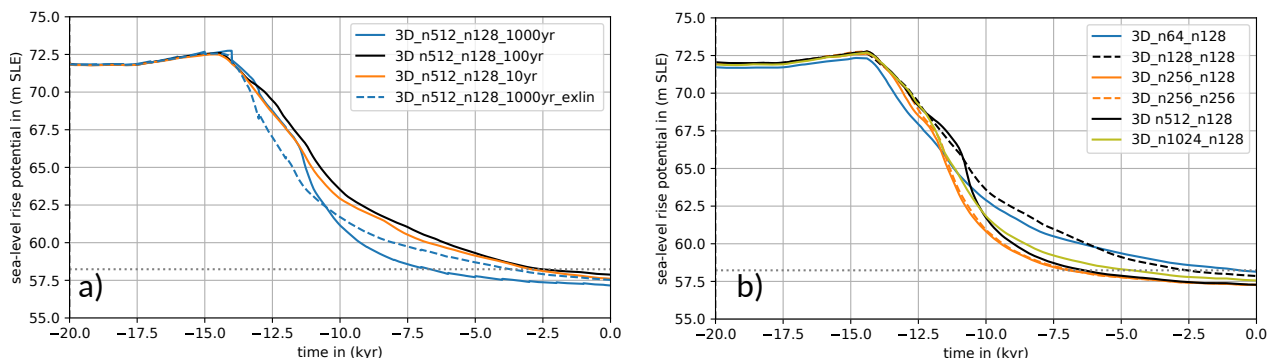 75.0
72.5
70.0
67.5
65.0
62.5
60.0
57.5
55.0
sea-level rise potential in (m SLE)
3D_n512_n128_1000yr
3D n512_n128_100yr
3D_n512_n128_10yr
3D_n512_n128_1000yr_exlin
a)
−20.0 −17.5 −15.0 −12.5 −10.0 −7.5 −5.0 −2.5 0.0
time in (kyr)
75.0
72.5
70.0
67.5
65.0
62.5
60.0
57.5
55.0
sea-level rise potential in (m SLE)
3D_n64_n128
3D_n128_n128
3D_n256_n128
3D_n256_n256
3D n512_n128
3D_n1024_n128
b)
−20.0 −17.5 −15.0 −12.5 −10.0 −7.5 −5.0 −2.5 0.0
time in (kyr)